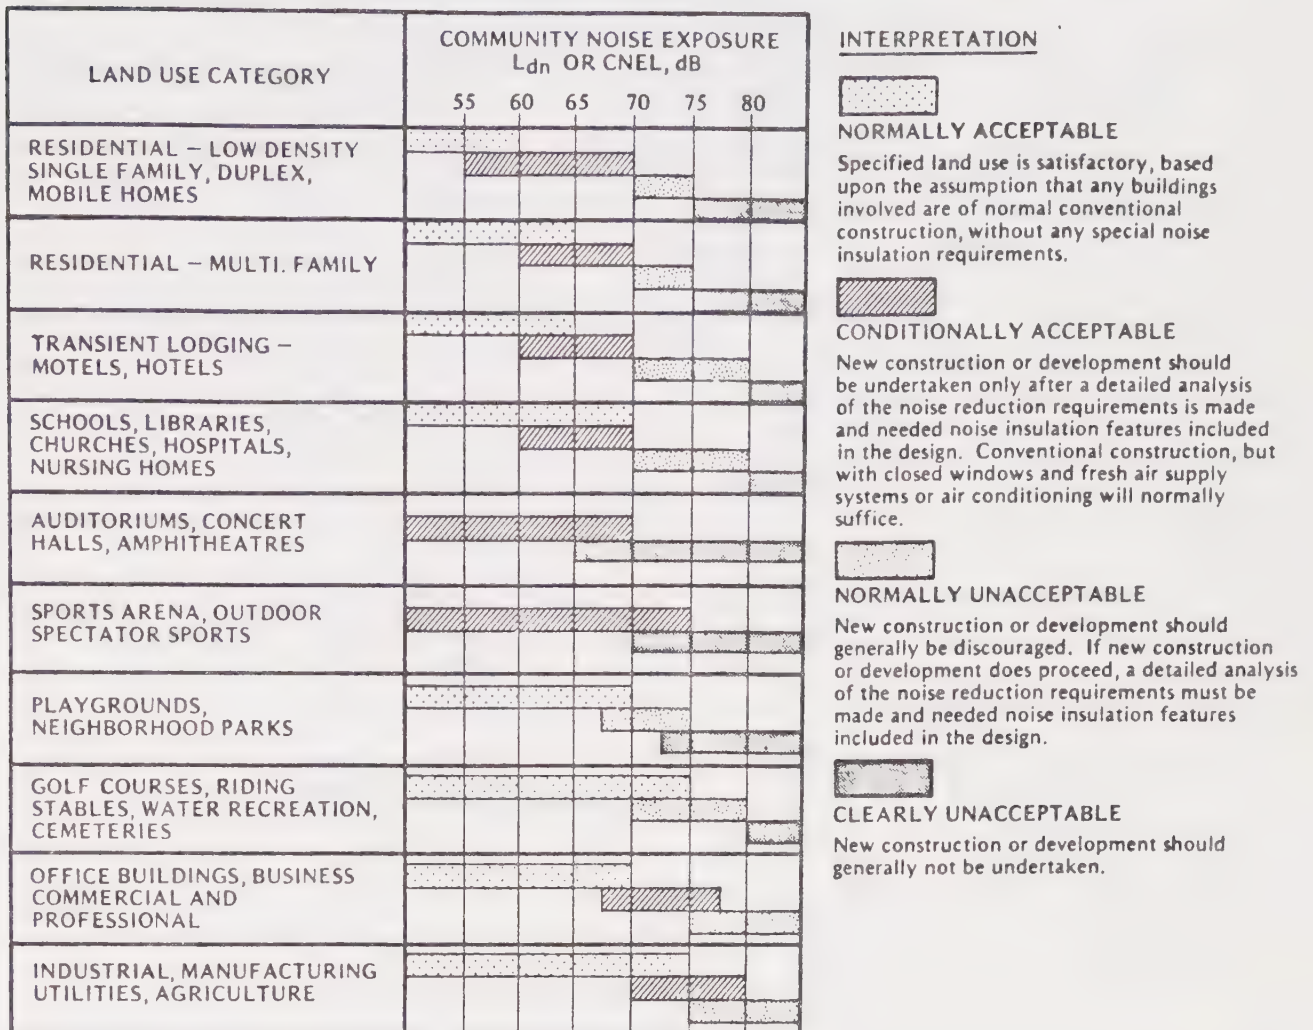 LAND USE CATEGORY
COMMUNITY NOISE EXPOSURE
Ldn OR CNEL, dB
55 60 65 70 75 80
RESIDENTIAL – LOW DENSITY
SINGLE FAMILY, DUPLEX,
MOBILE HOMES
RESIDENTIAL – MULTI. FAMILY
TRANSIENT LODGING –
MOTELS, HOTELS
SCHOOLS, LIBRARIES,
CHURCHES, HOSPITALS,
NURSING HOMES
AUDITORIUMS, CONCERT
HALLS, AMPHITHEATRES
SPORTS ARENA, OUTDOOR
SPECTATOR SPORTS
PLAYGROUNDS,
NEIGHBORHOOD PARKS
GOLF COURSES, RIDING
STABLES, WATER RECREATION,
CEMETERIES
OFFICE BUILDINGS, BUSINESS
COMMERCIAL AND
PROFESSIONAL
INDUSTRIAL, MANUFACTURING
UTILITIES, AGRICULTURE
INTERPRETATION
NORMALLY ACCEPTABLE
Specified land use is satisfactory, based
upon the assumption that any buildings
involved are of normal conventional
construction, without any special noise
insulation requirements.
CONDITIONALLY ACCEPTABLE
New construction or development should
be undertaken only after a detailed analysis
of the noise reduction requirements is made
and needed noise insulation features included
in the design. Conventional construction, but
with closed windows and fresh air supply
systems or air conditioning will normally
suffice.
NORMALLY UNACCEPTABLE
New construction or development should
generally be discouraged. If new construction
or development does proceed, a detailed analysis
of the noise reduction requirements must be
made and needed noise insulation features
included in the design.
CLEARLY UNACCEPTABLE
New construction or development should
generally not be undertaken.